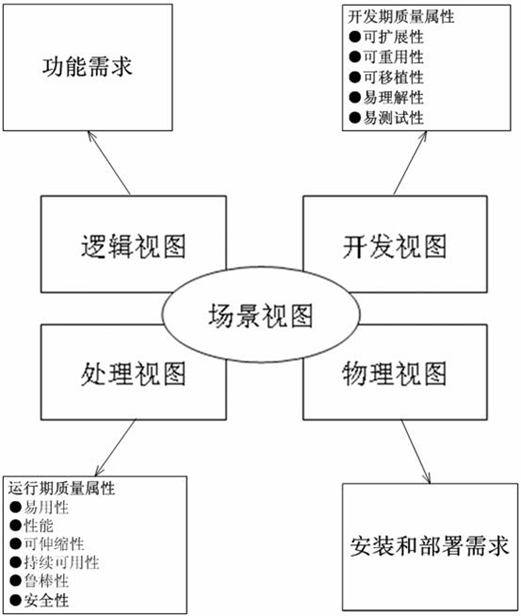 功能需求
开发期质量属性
●可扩展性
●可重用性
●可移植性
●易理解性
●易测试性
逻辑视图
开发视图
场景视图
处理视图
物理视图
运行期质量属性
●易用性
●性能
●可伸缩性
●持续可用性
●鲁棒性
●安全性
安装和部署需求